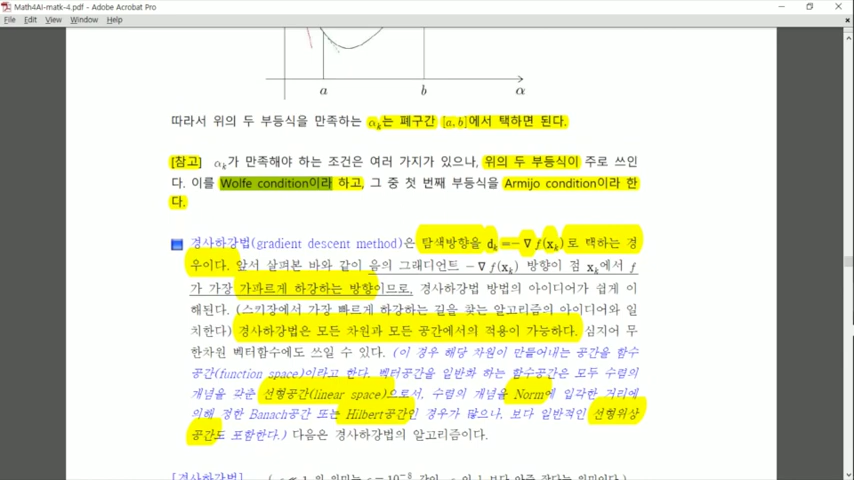 Math4AI-matk-4.pdf - Adobe Acrobat Pro
File Edit View Window Help
a b α
따라서 위의 두 부등식을 만족하는 αₖ는 폐구간 [a, b]에서 택하면 된다.
[참고] αₖ가 만족해야 하는 조건은 여러 가지가 있으나, 위의 두 부등식이 주로 쓰인
다. 이를 Wolfe condition이라 하고, 그 중 첫 번째 부등식을 Armijo condition이라 한
다.
경사하강법(gradient descent method)은 탐색방향을 dₖ=−∇f(xₖ)로 택하는 경
우이다. 앞서 살펴본 바와 같이 음의 그래디언트 −∇f(xₖ) 방향이 점 xₖ에서 f
가 가장 가파르게 하강하는 방향이므로, 경사하강법 방법의 아이디어가 쉽게 이
해된다. (스키장에서 가장 빠르게 하강하는 길을 찾는 알고리즘의 아이디어와 일
치한다) 경사하강법은 모든 차원과 모든 공간에서의 적용이 가능하다. 심지어 무
한차원 벡터함수에도 쓰일 수 있다. (이 경우 해당 차원이 만들어내는 공간을 함수
공간(function space)이라고 한다. 벡터공간을 일반화 하는 함수공간은 모두 수렴의
개념을 갖춘 선형공간(linear space)으로서, 수렴의 개념을 Norm에 입각한 거리에
의해 정한 Banach공간 또는 Hilbert공간인 경우가 많으나, 보다 일반적인 선형위상
공간도 포함한다.) 다음은 경사하강법의 알고리즘이다.
[경사하강법]